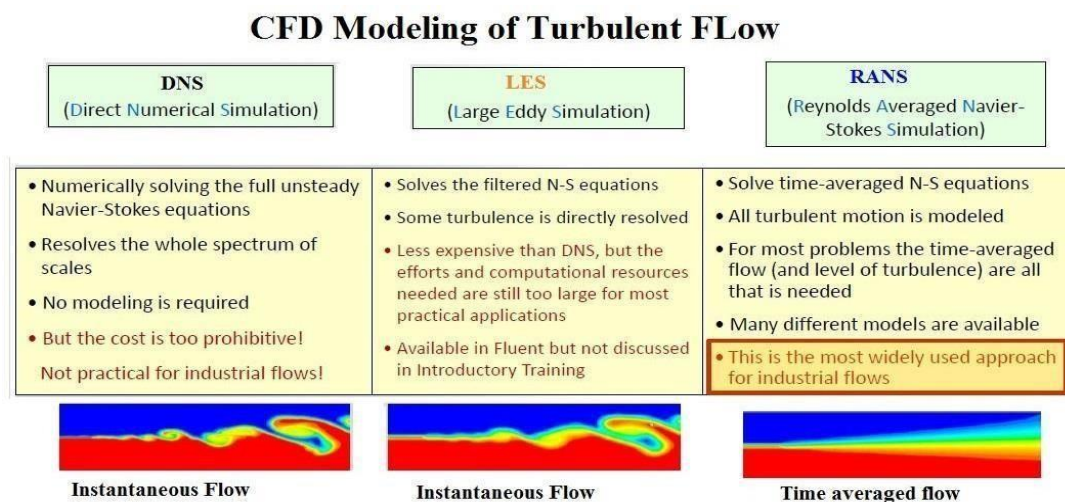 CFD Modeling of Turbulent FLow
DNS
(Direct Numerical Simulation)
LES
(Large Eddy Simulation)
RANS
(Reynolds Averaged Navier-
Stokes Simulation)
• Numerically solving the full unsteady
Navier-Stokes equations
• Resolves the whole spectrum of
scales
• No modeling is required
• But the cost is too prohibitive!
Not practical for industrial flows!
• Solves the filtered N-S equations
• Some turbulence is directly resolved
• Less expensive than DNS, but the
efforts and computational resources
needed are still too large for most
practical applications
• Available in Fluent but not discussed
in Introductory Training
• Solve time-averaged N-S equations
• All turbulent motion is modeled
• For most problems the time-averaged
flow (and level of turbulence) are all
that is needed
• Many different models are available
• This is the most widely used approach
for industrial flows
Instantaneous Flow
Instantaneous Flow
Time averaged flow